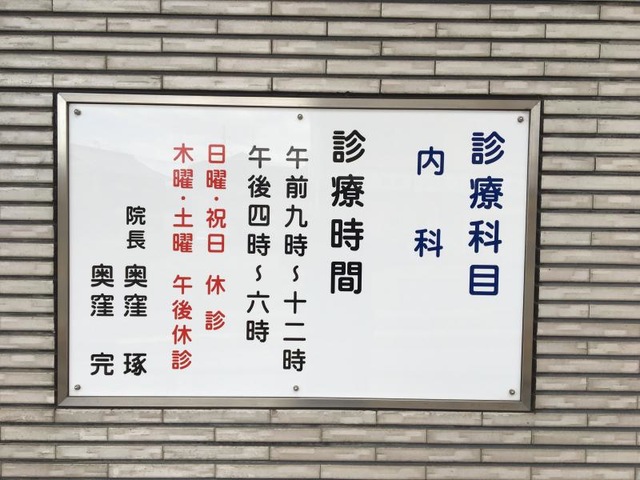 診療科目
内科
診療時間
午前九時～十二時
午後四時～六時
日曜・祝日 休診
木曜・土曜 午後休診
院長 奥窪 琢
奥窪 完